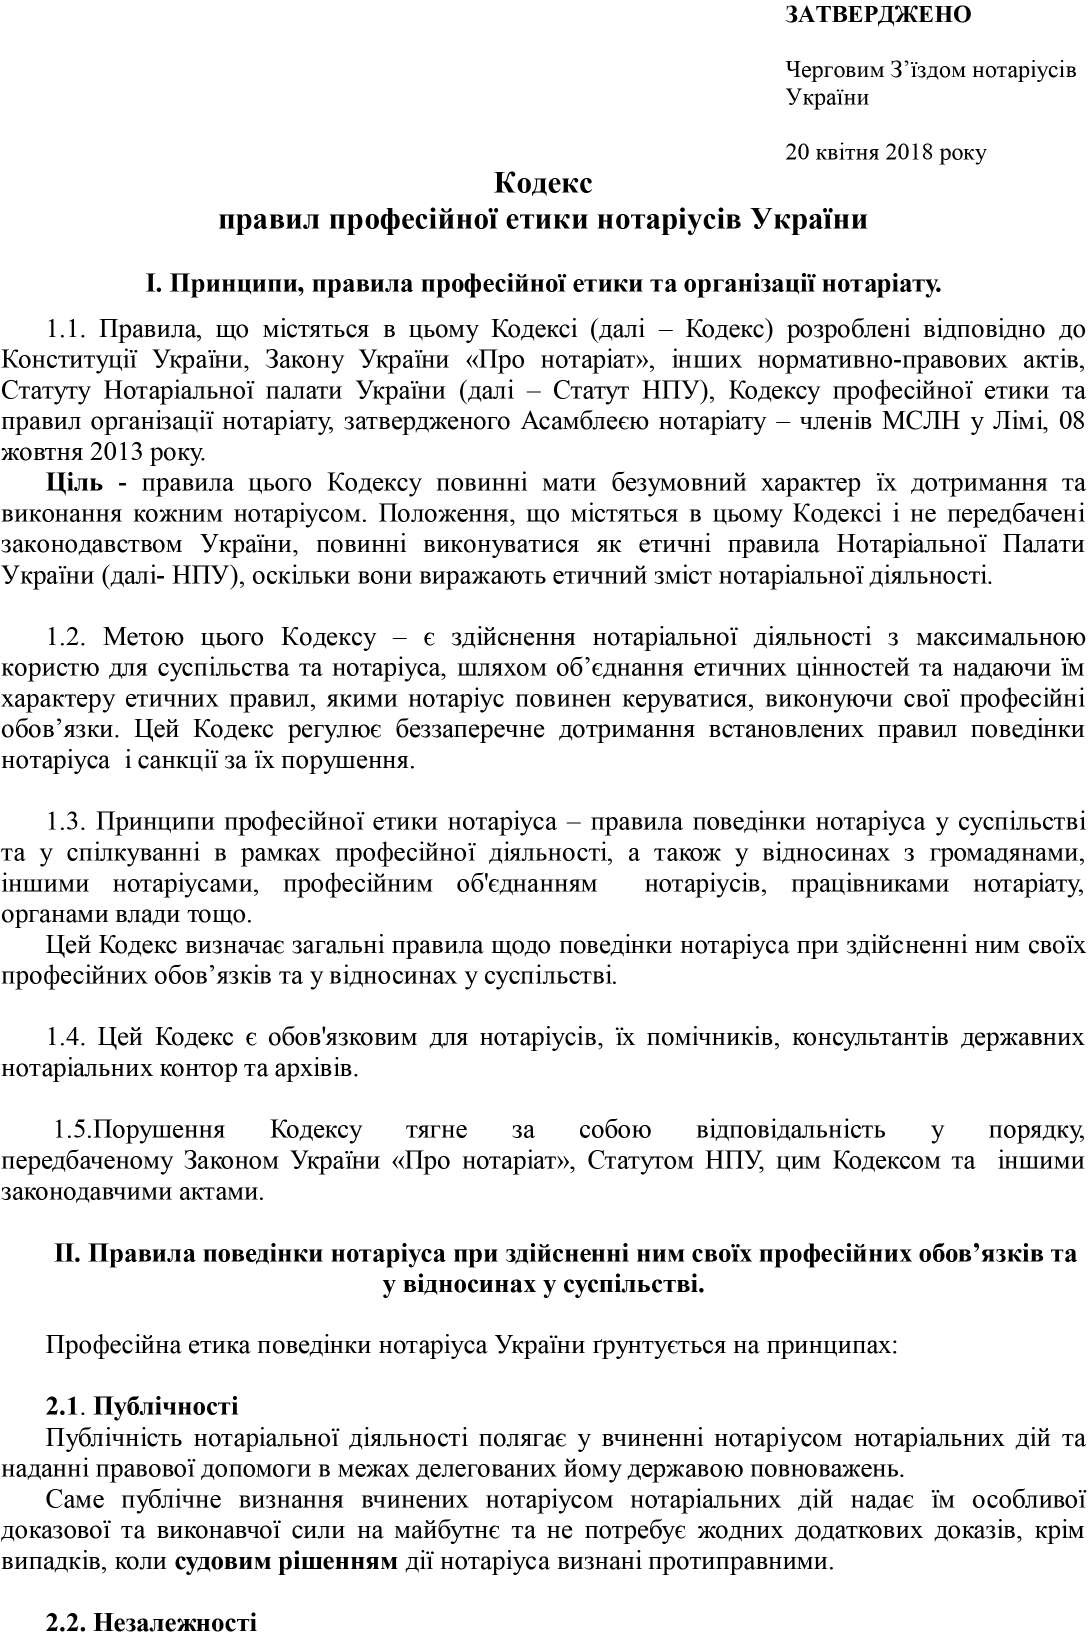 ЗАТВЕРДЖЕНО
Черговим З’їздом нотаріусів
України
20 квітня 2018 року
Кодекс
правил професійної етики нотаріусів України
І. Принципи, правила професійної етики та організації нотаріату.
1.1. Правила, що містяться в цьому Кодексі (далі – Кодекс) розроблені відповідно до
Конституції України, Закону України «Про нотаріат», інших нормативно-правових актів,
Статуту Нотаріальної палати України (далі – Статут НПУ), Кодексу професійної етики та
правил організації нотаріату, затвердженого Асамблеєю нотаріату – членів МСЛН у Лімі, 08
жовтня 2013 року.
Ціль - правила цього Кодексу повинні мати безумовний характер їх дотримання та
виконання кожним нотаріусом. Положення, що містяться в цьому Кодексі і не передбачені
законодавством України, повинні виконуватися як етичні правила Нотаріальної Палати
України (далі- НПУ), оскільки вони виражають етичний зміст нотаріальної діяльності.
1.2. Метою цього Кодексу – є здійснення нотаріальної діяльності з максимальною
користю для суспільства та нотаріуса, шляхом об’єднання етичних цінностей та надаючи їм
характеру етичних правил, якими нотаріус повинен керуватися, виконуючи свої професійні
обов’язки. Цей Кодекс регулює беззаперечне дотримання встановлених правил поведінки
нотаріуса  і санкції за їх порушення.
1.3. Принципи професійної етики нотаріуса – правила поведінки нотаріуса у суспільстві
та у спілкуванні в рамках професійної діяльності, а також у відносинах з громадянами,
іншими нотаріусами, професійним об'єднанням  нотаріусів, працівниками нотаріату,
органами влади тощо.
Цей Кодекс визначає загальні правила щодо поведінки нотаріуса при здійсненні ним своїх
професійних обов’язків та у відносинах у суспільстві.
1.4. Цей Кодекс є обов'язковим для нотаріусів, їх помічників, консультантів державних
нотаріальних контор та архівів.
1.5.Порушення Кодексу тягне за собою відповідальність у порядку,
передбаченому Законом України «Про нотаріат», Статутом НПУ, цим Кодексом та  іншими
законодавчими актами.
ІІ. Правила поведінки нотаріуса при здійсненні ним своїх професійних обов’язків та
у відносинах у суспільстві.
Професійна етика поведінки нотаріуса України ґрунтується на принципах:
2.1. Публічності
Публічність нотаріальної діяльності полягає у вчиненні нотаріусом нотаріальних дій та
наданні правової допомоги в межах делегованих йому державою повноважень.
Саме публічне визнання вчинених нотаріусом нотаріальних дій надає їм особливої
доказової та виконавчої сили на майбутнє та не потребує жодних додаткових доказів, крім
випадків, коли судовим рішенням дії нотаріуса визнані протиправними.
2.2. Незалежності